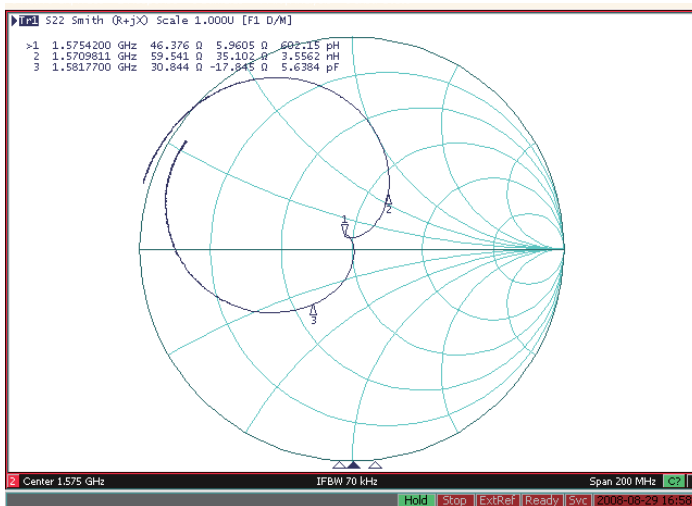 Tr1 S22 Smith (R+jX) Scale 1.000U [F1 D/M]
>1 1.5754200 GHz 46.376 Ω 5.9605 Ω 602.15 pH
2 1.5709811 GHz 59.541 Ω 35.102 Ω 3.5562 nH
3 1.5817700 GHz 30.844 Ω -17.845 Ω 5.6384 pF
1
2
3
2 Center 1.575 GHz IFBW 70 kHz Span 200 MHz C?
Hold Stop ExtRef Ready Svc 2008-08-29 16:58